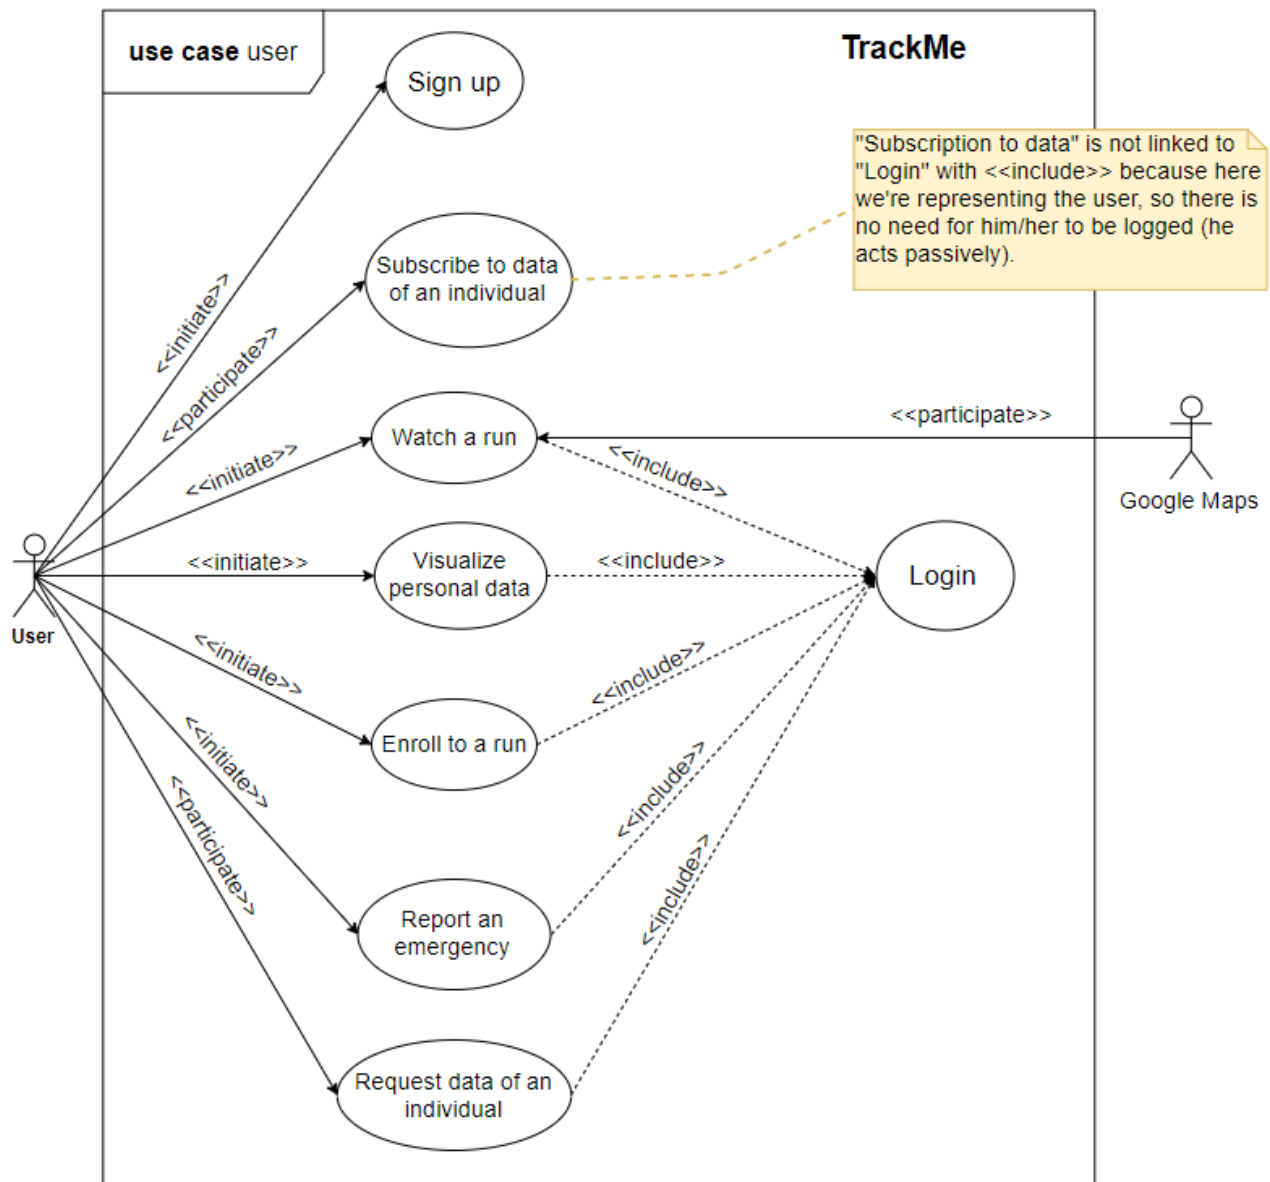 use case user
TrackMe
Sign up
"Subscription to data" is not linked to
"Login" with <<include>> because here
we're representing the user, so there is
no need for him/her to be logged (he
acts passively).
<<initiate>>
Subscribe to data
of an individual
<<participate>>
Watch a run
<<initiate>>
<<participate>>
<<include>>
Google Maps
Visualize
personal data
<<initiate>>
<<include>>
Login
User
<<initiate>>
<<include>>
Enroll to a run
<<initiate>>
<<include>>
Report an
emergency
<<participate>>
<<include>>
Request data of an
individual